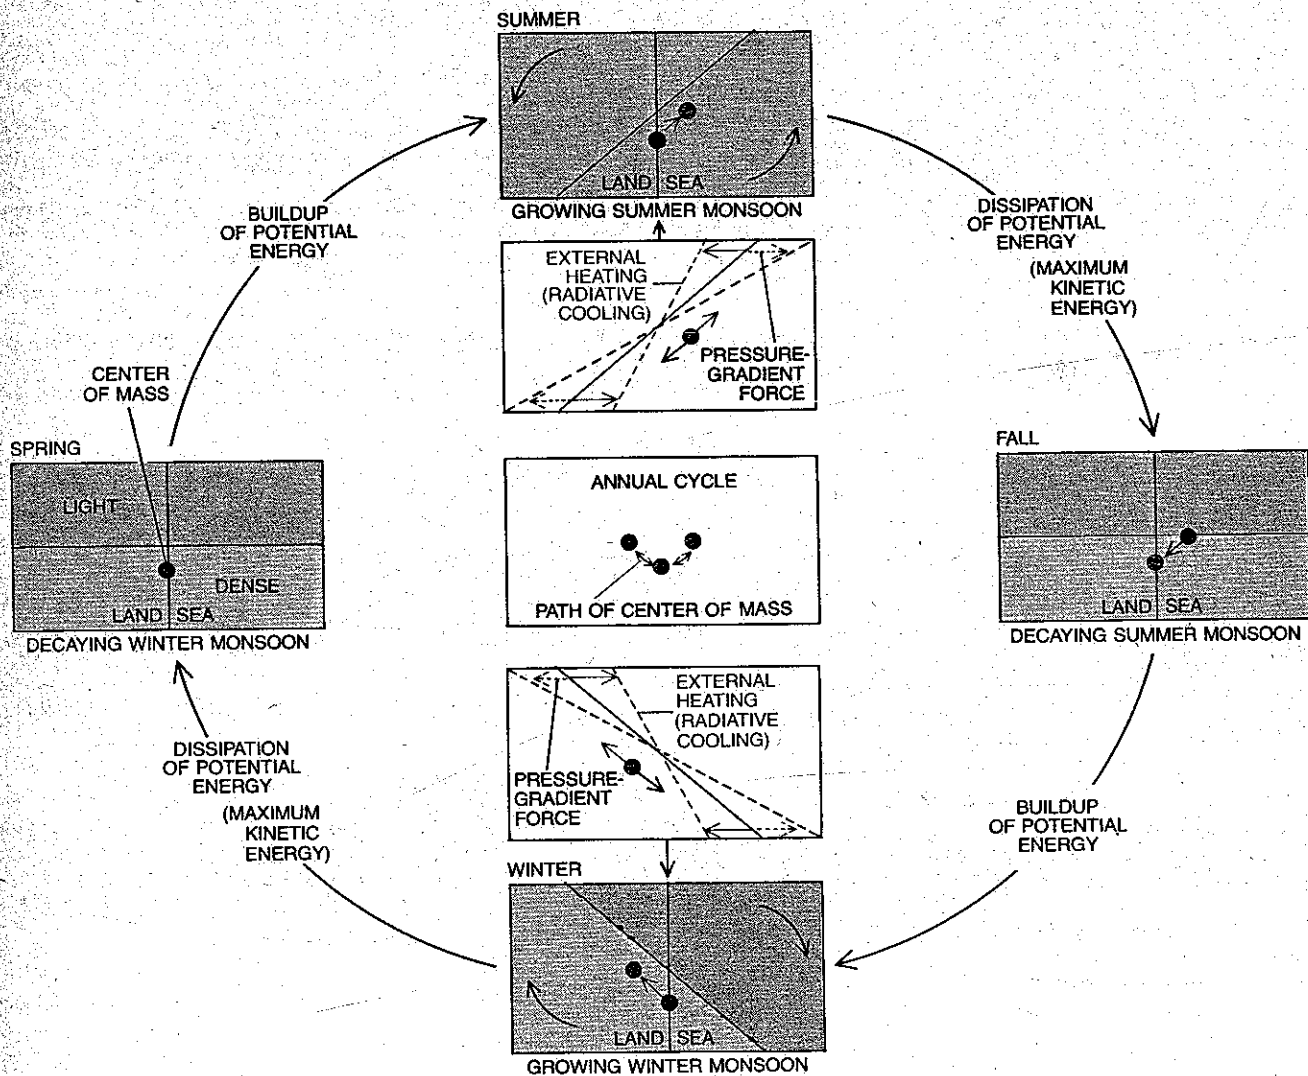 SUMMER
LAND SEA
GROWING SUMMER MONSOON
BUILDUP
OF POTENTIAL
ENERGY
DISSIPATION
OF POTENTIAL
ENERGY
(MAXIMUM
KINETIC
ENERGY)
EXTERNAL
HEATING
(RADIATIVE
COOLING)
PRESSURE-
GRADIENT
FORCE
CENTER
OF MASS
SPRING
LIGHT
DENSE
LAND SEA
DECAYING WINTER MONSOON
ANNUAL CYCLE
PATH OF CENTER OF MASS
FALL
LAND SEA
DECAYING SUMMER MONSOON
EXTERNAL
HEATING
(RADIATIVE
COOLING)
PRESSURE-
GRADIENT
FORCE
DISSIPATION
OF POTENTIAL
ENERGY
(MAXIMUM
KINETIC
ENERGY)
BUILDUP
OF POTENTIAL
ENERGY
WINTER
LAND SEA
GROWING WINTER MONSOON